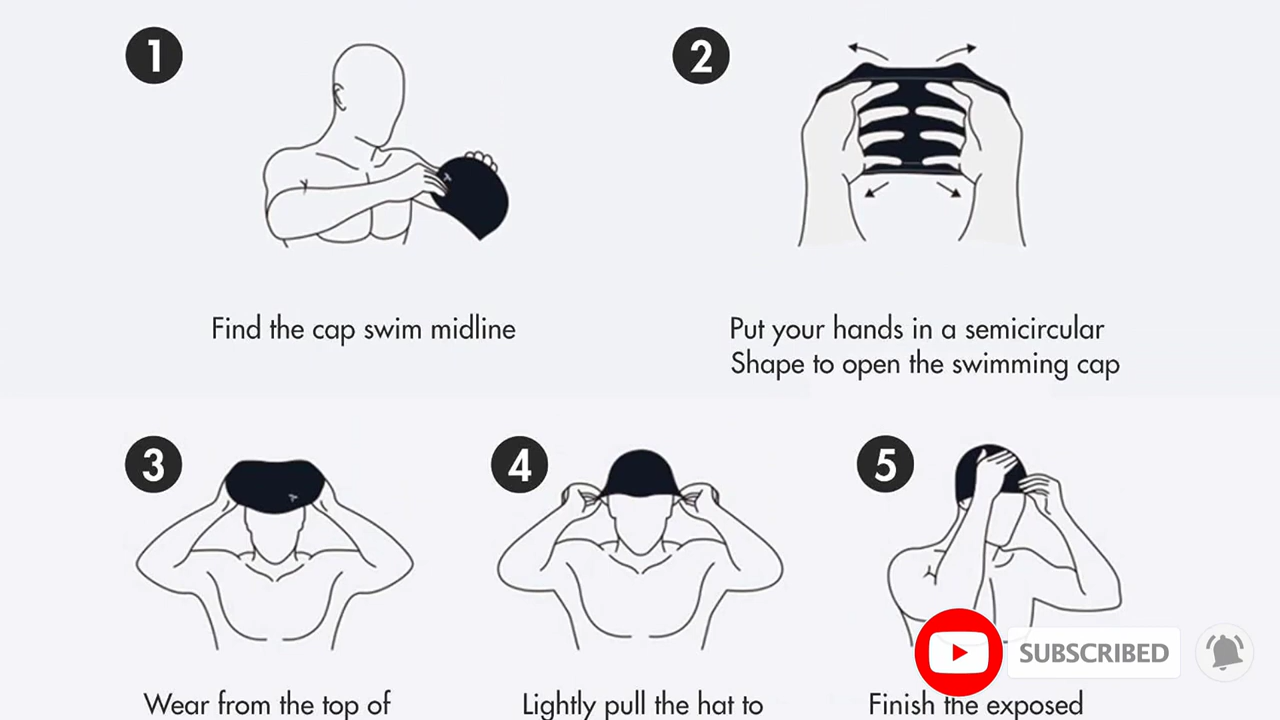 1
2
Find the cap swim midline
Put your hands in a semicircular
Shape to open the swimming cap
3
4
5
SUBSCRIBED
Wear from the top of
Lightly pull the hat to
Finish the exposed